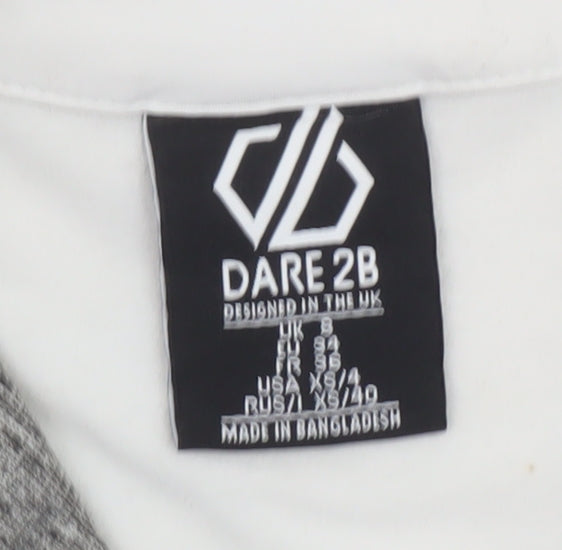 DARE 2B
DESIGNED IN THE UK
UK 8
EU 34
FR 36
USA XS/4
RUS/I XS/40
MADE IN BANGLADESH